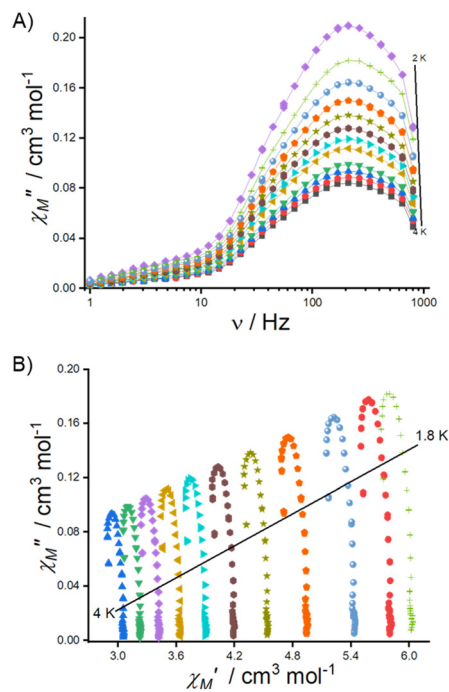 A)
χM″ / cm³ mol⁻¹
0.20
0.16
0.12
0.08
0.04
0.00
2 K
4 K
1 10 100 1000
ν / Hz
B)
χM″ / cm³ mol⁻¹
0.20
0.16
0.12
0.08
0.04
0.00
1.8 K
4 K
3.0 3.6 4.2 4.8 5.4 6.0
χM′ / cm³ mol⁻¹